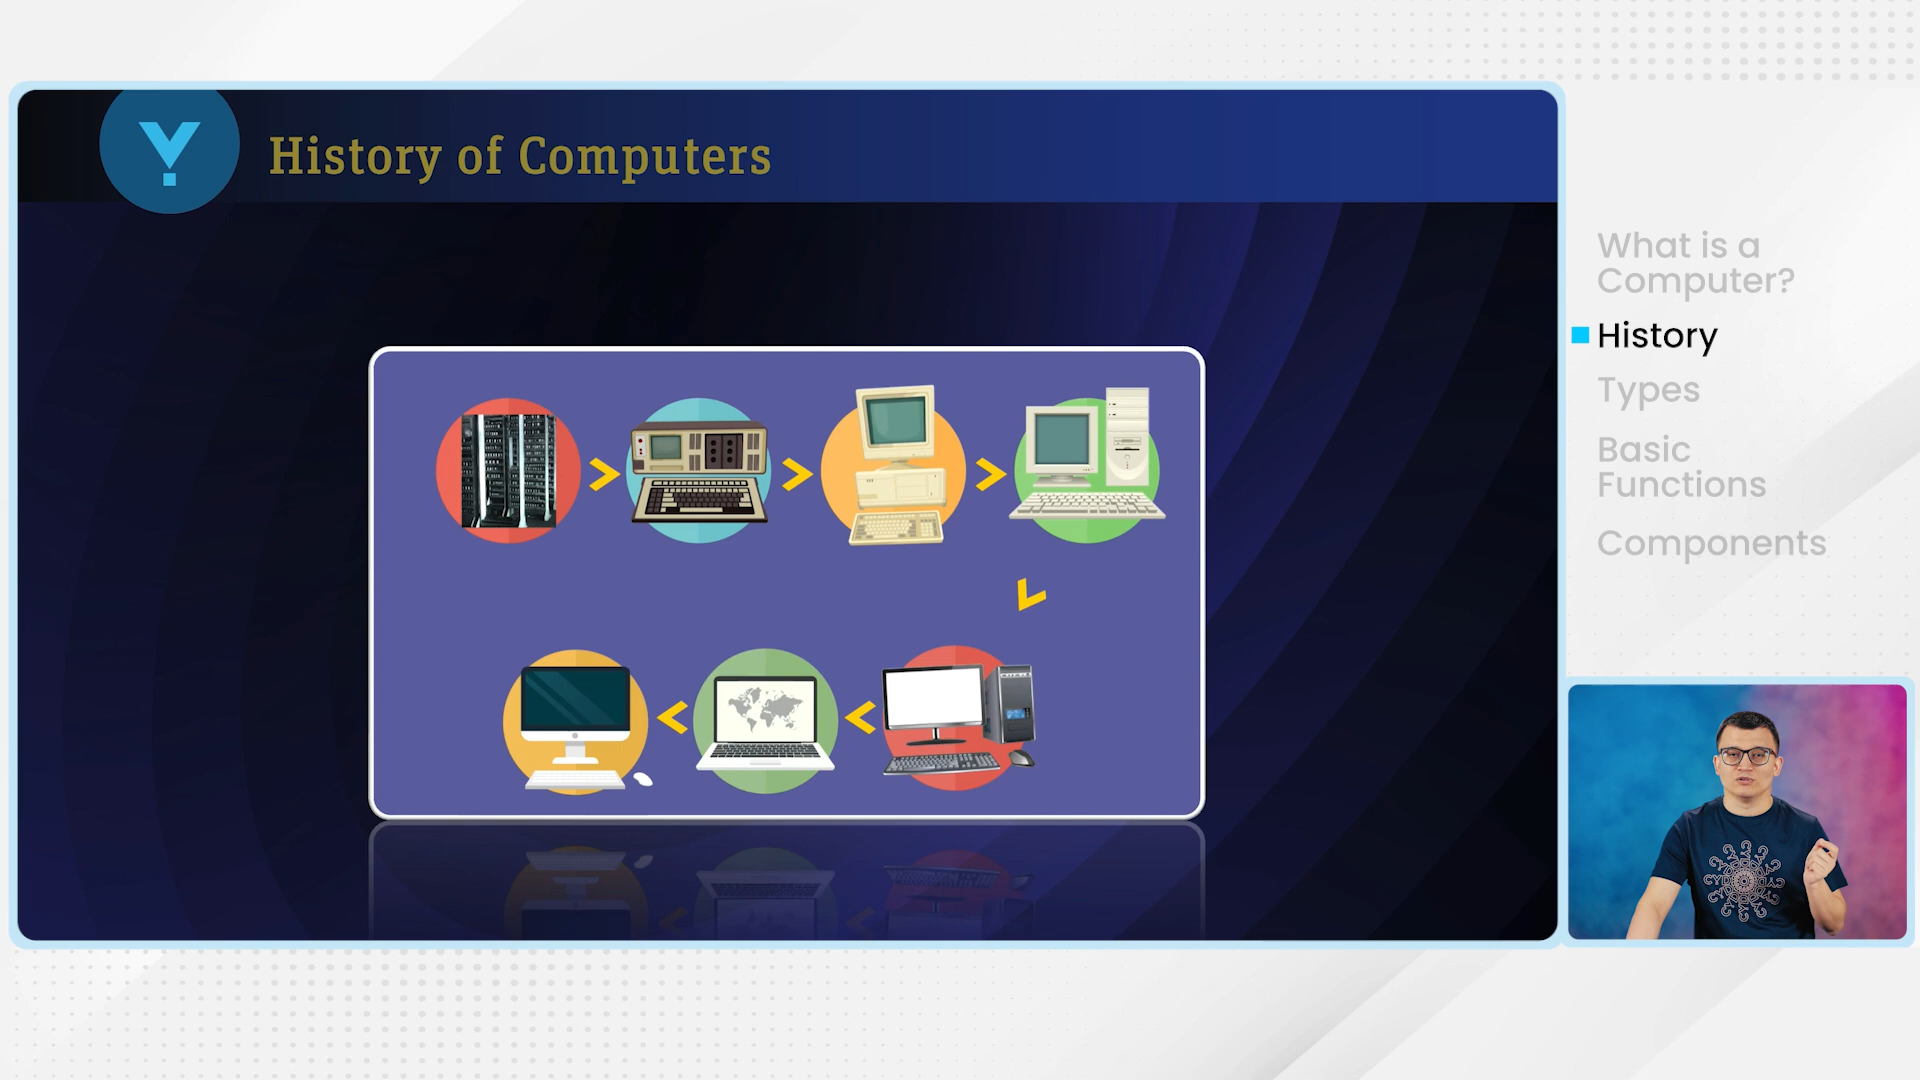 History of Computers
What is a
Computer?
History
Types
Basic
Functions
Components